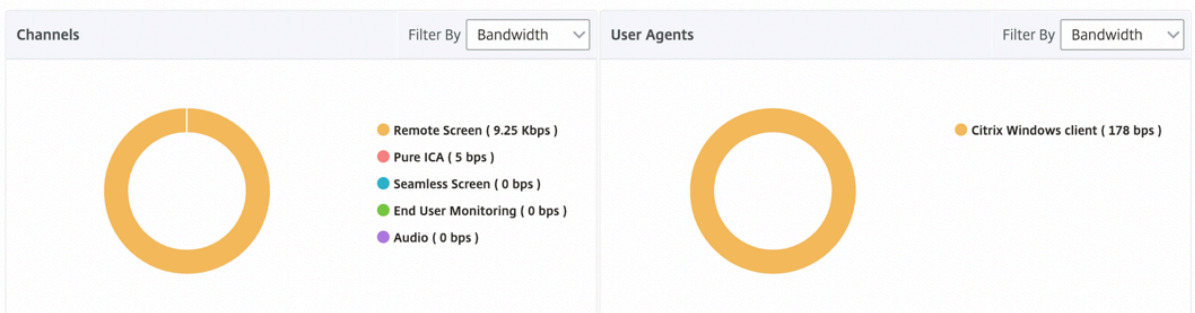 Channels
Filter By Bandwidth
Remote Screen ( 9.25 Kbps )
Pure ICA ( 5 bps )
Seamless Screen ( 0 bps )
End User Monitoring ( 0 bps )
Audio ( 0 bps )
User Agents
Filter By Bandwidth
Citrix Windows client ( 178 bps )